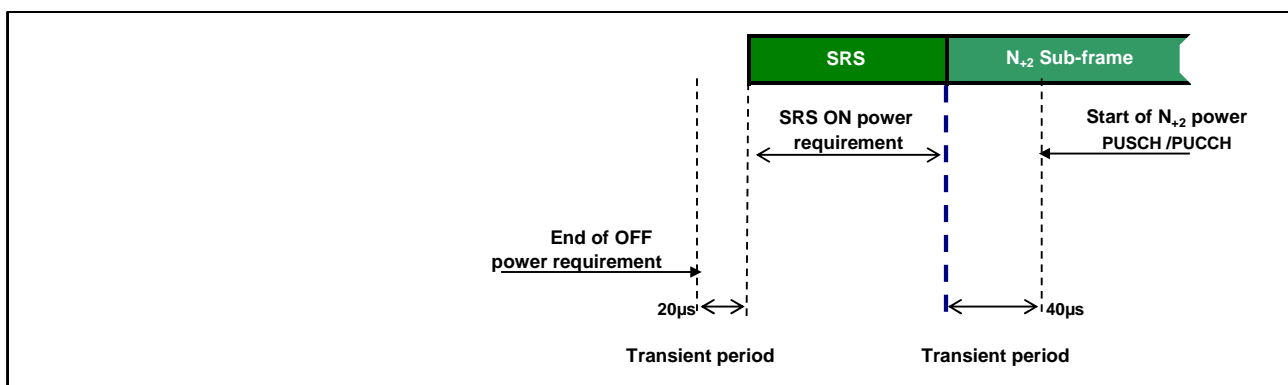 SRS
N+2 Sub-frame
SRS ON power
requirement
Start of N+2 power
PUSCH /PUCCH
End of OFF
power requirement
20µs
40µs
Transient period
Transient period